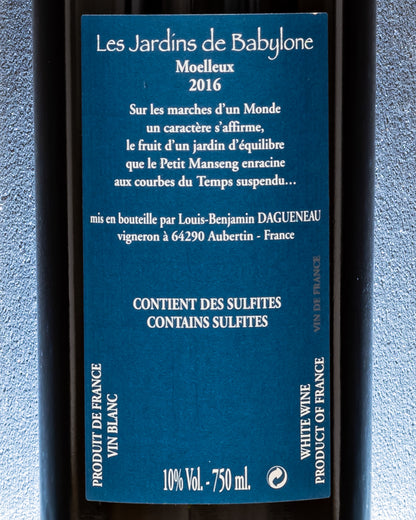 Les Jardins de Babylone
Moelleux
2016
Sur les marches d'un Monde
un caractère s'affirme,
le fruit d'un jardin d'équilibre
que le Petit Manseng enracine
aux courbes du Temps suspendu...
mis en bouteille par Louis-Benjamin DAGUENEAU
vigneron à 64290 Aubertin - France
VIN DE FRANCE
CONTIENT DES SULFITES
CONTAINS SULFITES
PRODUIT DE FRANCE
VIN BLANC
WHITE WINE
PRODUCT OF FRANCE
10% Vol. - 750 ml.